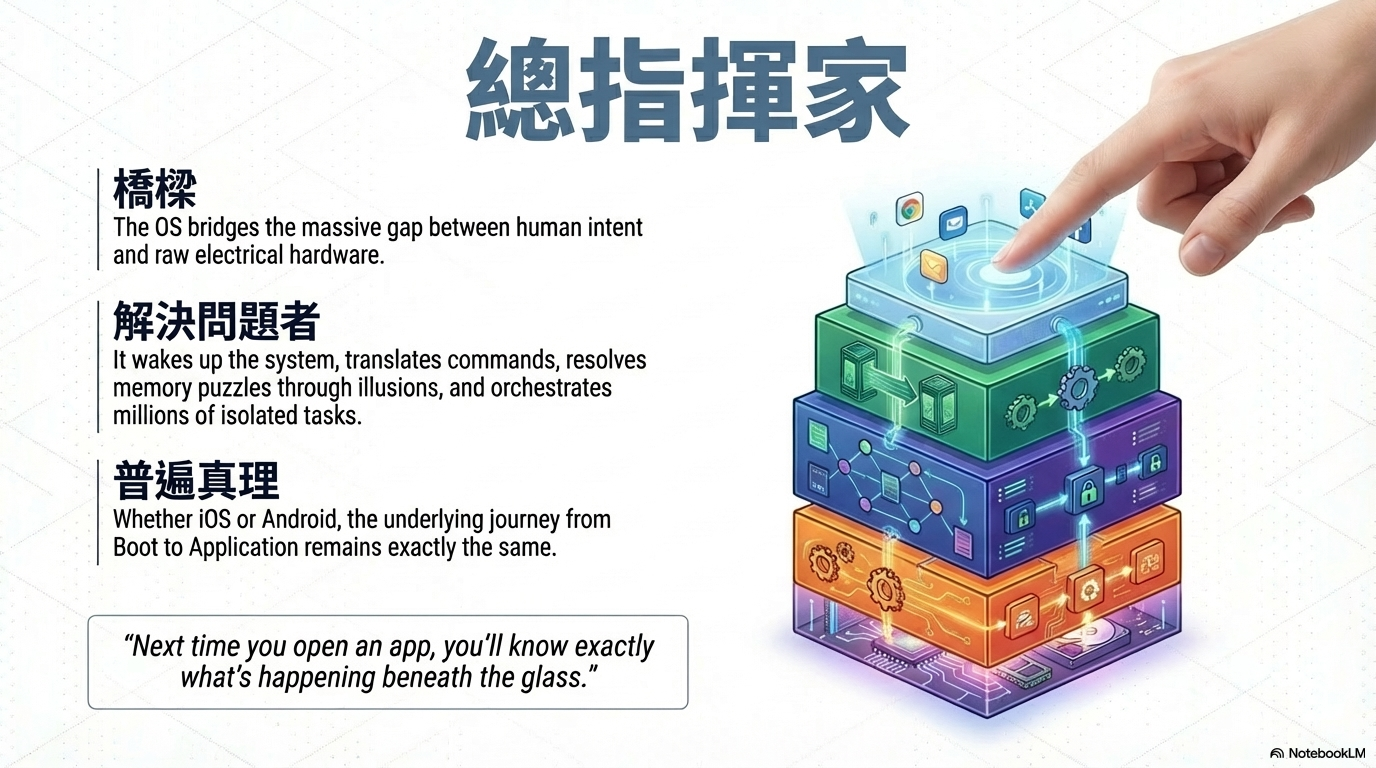 總指揮家
橋樑
The OS bridges the massive gap between human intent
and raw electrical hardware.
解決問題者
It wakes up the system, translates commands, resolves
memory puzzles through illusions, and orchestrates
millions of isolated tasks.
普遍真理
Whether iOS or Android, the underlying journey from
Boot to Application remains exactly the same.
“Next time you open an app, you’ll know exactly
what’s happening beneath the glass.”
NotebookLM